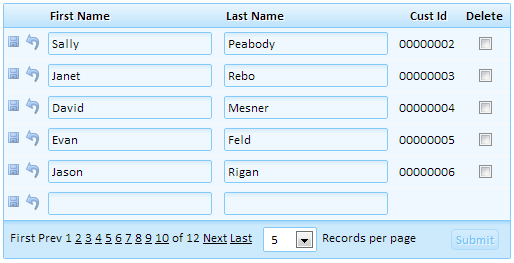 First Name Last Name Cust Id Delete
Sally Peabody 00000002
Janet Rebo 00000003
David Mesner 00000004
Evan Feld 00000005
Jason Rigan 00000006
First Prev 1 2 3 4 5 6 7 8 9 10 of 12 Next Last 5 Records per page Submit